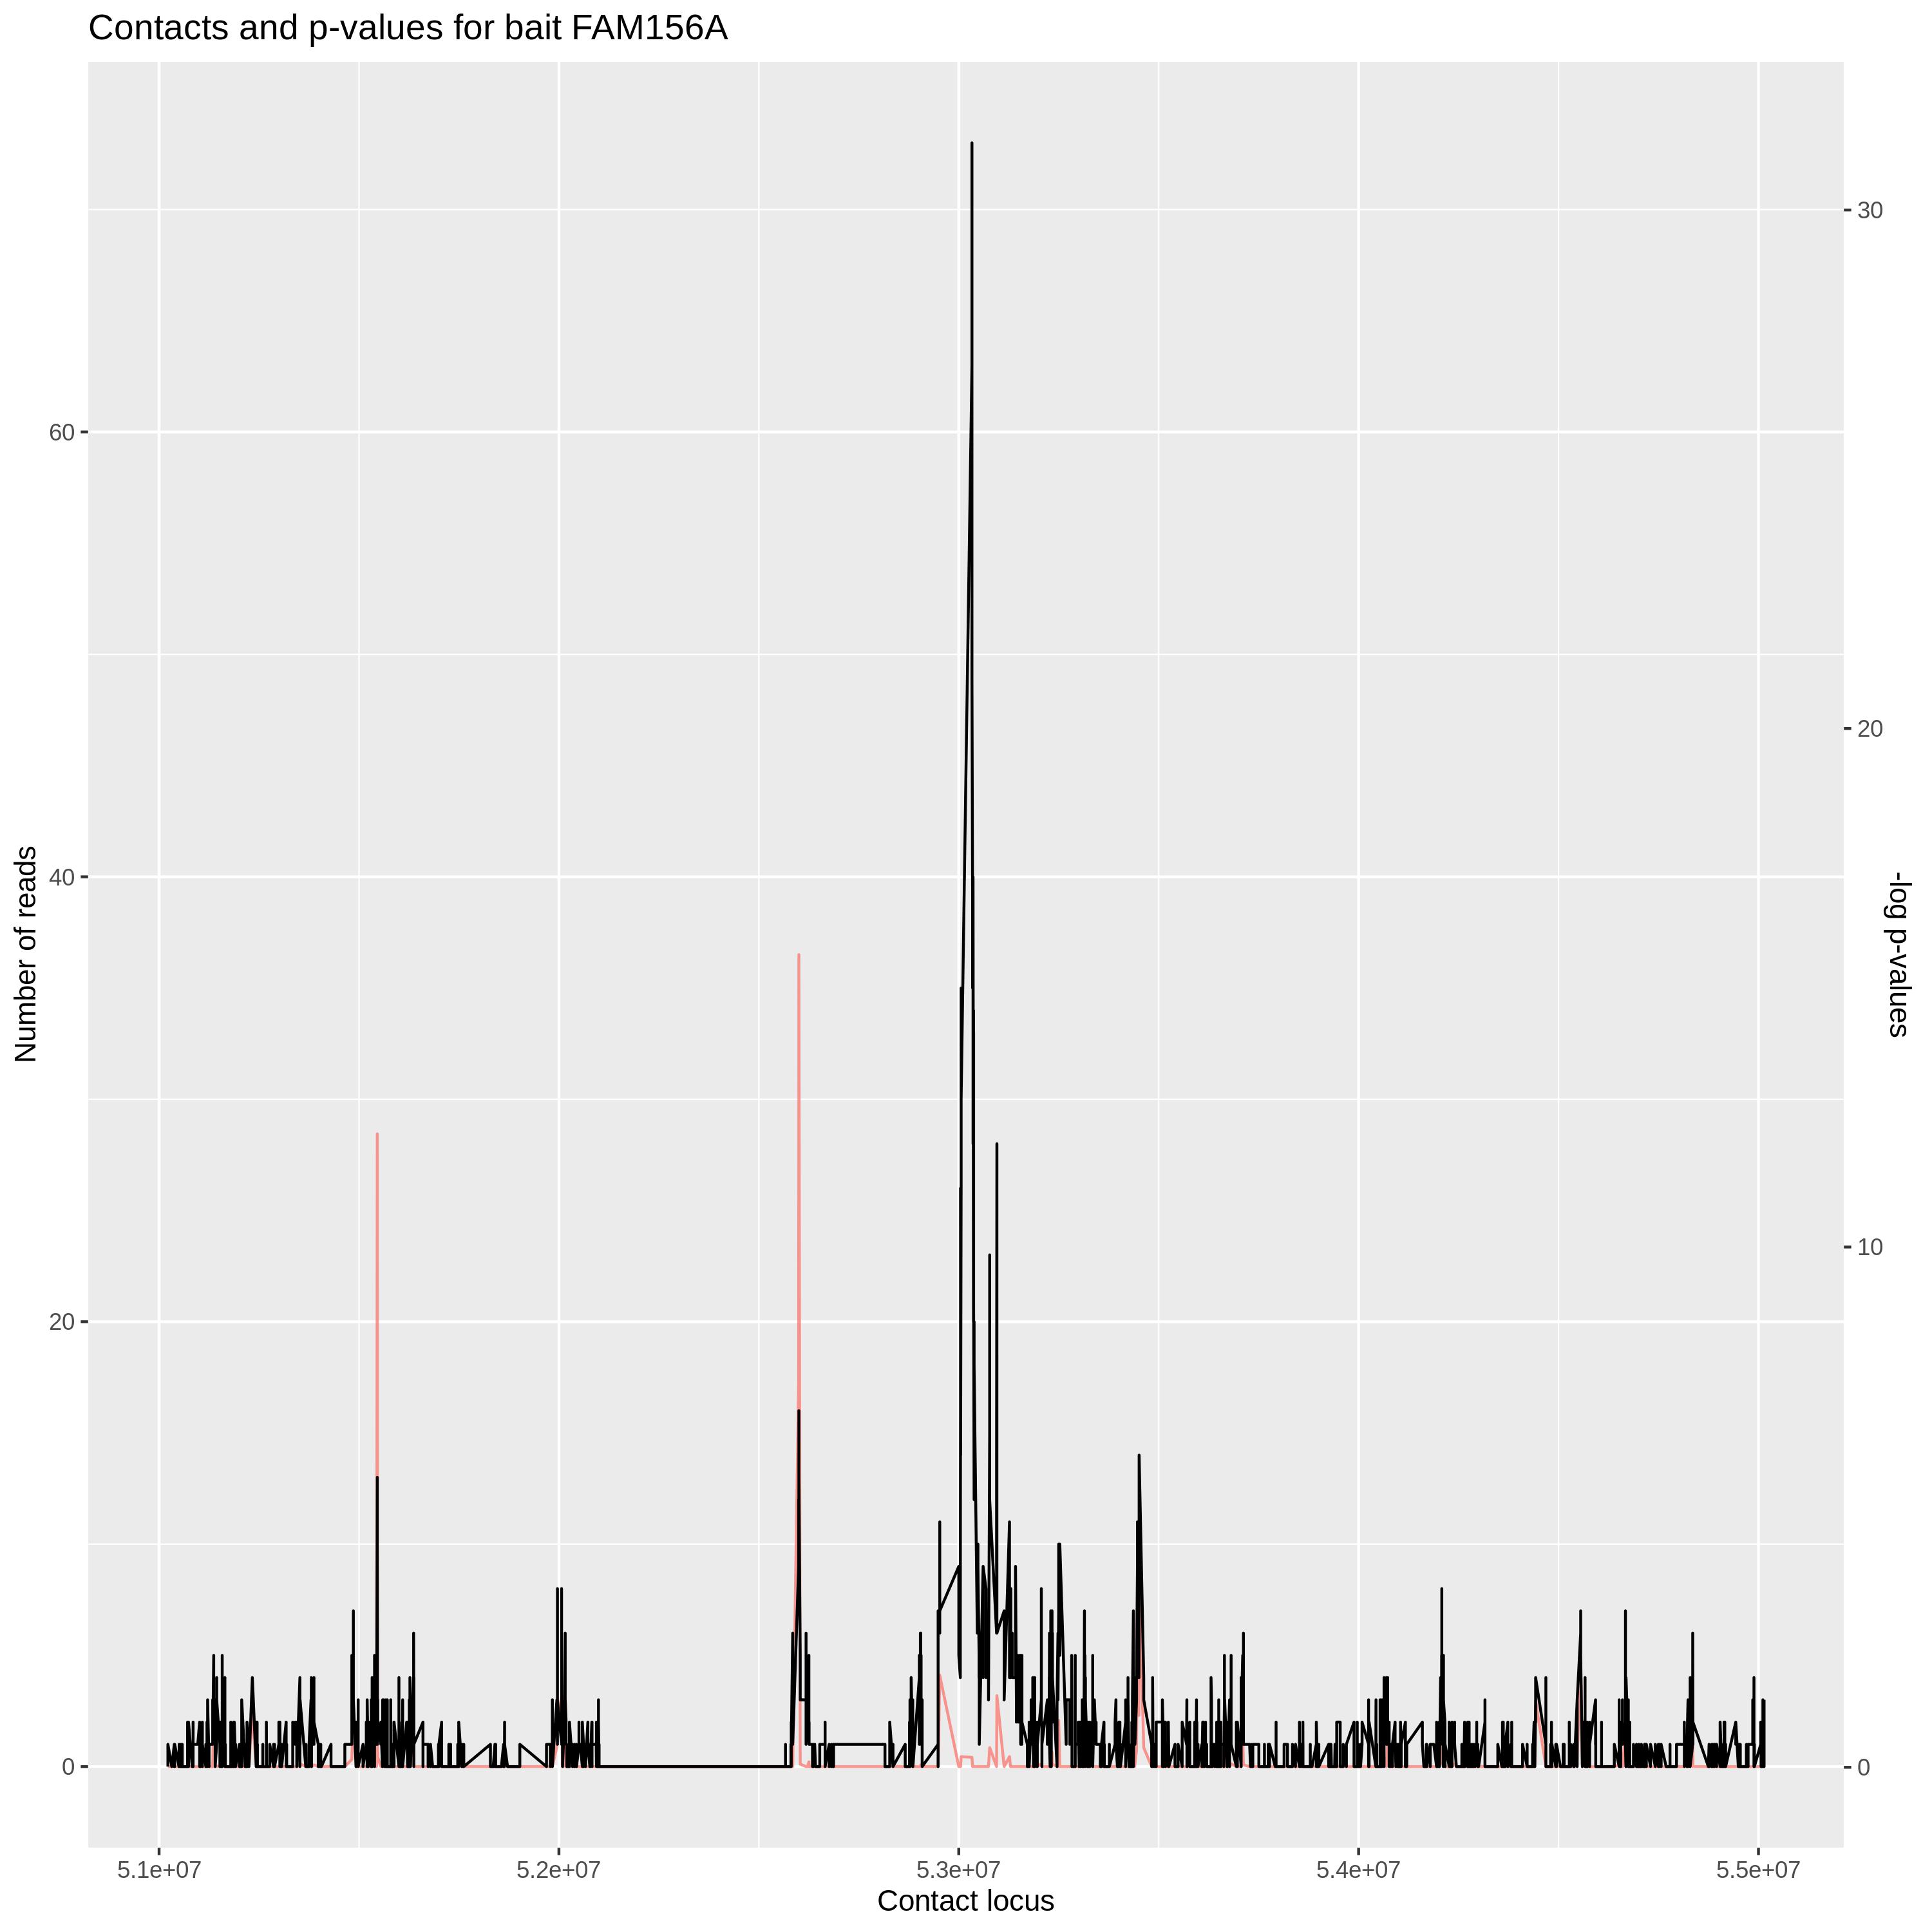 Contacts and p-values for bait FAM156A
Number of reads
60
40
20
0
30
20
10
0
-log p-values
5.1e+07
5.2e+07
5.3e+07
5.4e+07
5.5e+07
Contact locus